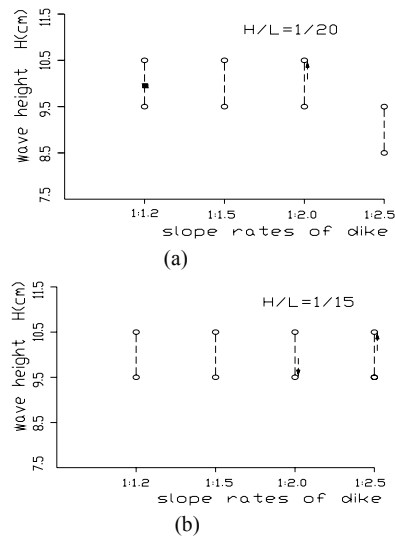 H/L=1/20
Wave height H(cm)
11.5
10.5
9.5
8.5
7.5
1:1.2 1:1.5 1:2.0 1:2.5
slope rates of dike
(a)
H/L=1/15
Wave height H(cm)
11.5
10.5
9.5
8.5
7.5
1:1.2 1:1.5 1:2.0 1:2.5
slope rates of dike
(b)